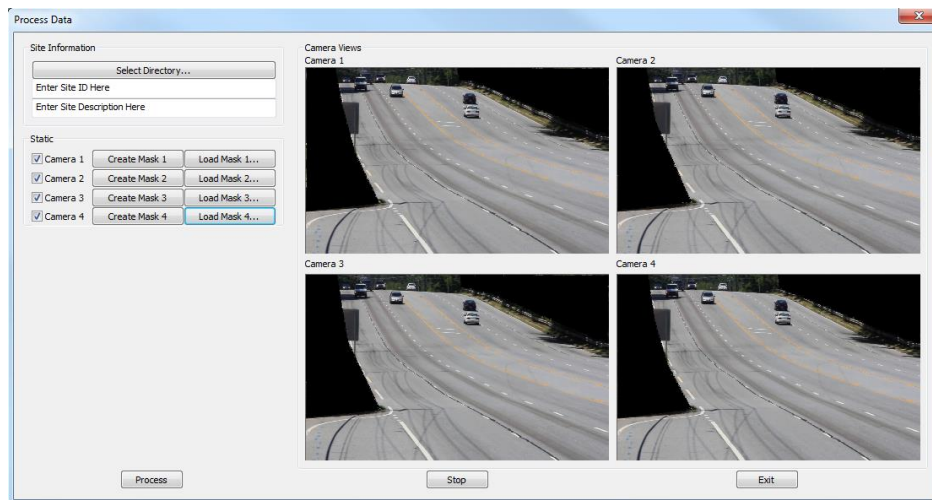 Process Data
Site Information
Select Directory...
Enter Site ID Here
Enter Site Description Here
Static
Camera 1 Create Mask 1 Load Mask 1...
Camera 2 Create Mask 2 Load Mask 2...
Camera 3 Create Mask 3 Load Mask 3...
Camera 4 Create Mask 4 Load Mask 4...
Camera Views
Camera 1 Camera 2
Camera 3 Camera 4
Process Stop Exit